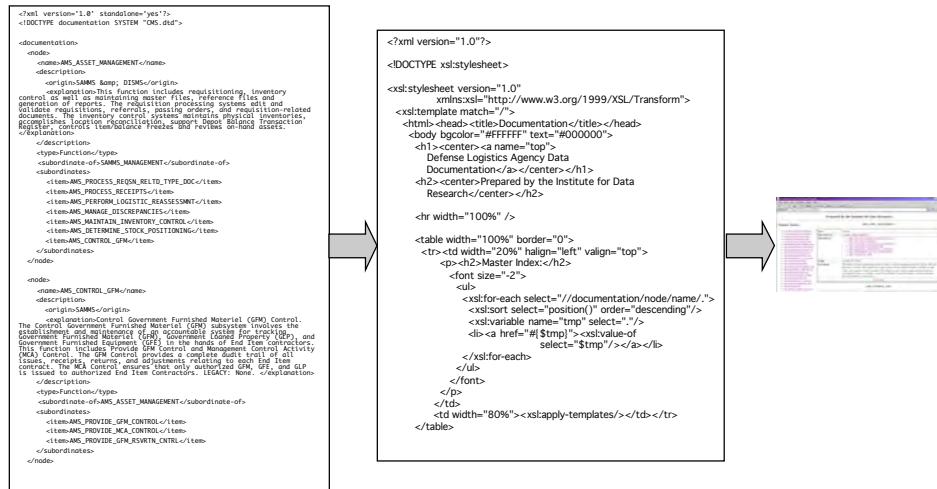 <?xml version='1.0' standalone='yes'?>
<!DOCTYPE documentation SYSTEM "CMS.dtd">
<documentation>
<node>
<name>AMS_ASSET_MANAGEMENT</name>
<description>
<origin>SAMMS &amp; DISMS</origin>
<explanation>This function includes requisitioning, inventory
control as well as maintaining master files, reference files and
generation of reports. The requisition processing systems edit and
validate requisitions, referrals, passing orders, and requisition-related
documents. The inventory control systems maintains physical inventories,
accomplishes location reconciliation, support Depot Balance Transaction
Register, controls item/balance freezes and reviews on-hand assets.
</explanation>
</description>
<type>Function</type>
<subordinate-of>SAMMS_MANAGEMENT</subordinate-of>
<subordinates>
<item>AMS_PROCESS_REQSN_RELTD_TYPE_DOC</item>
<item>AMS_PROCESS_RECEIPTS</item>
<item>AMS_PERFORM_LOGISTIC_REASSESSMNT</item>
<item>AMS_MANAGE_DISCREPANCIES</item>
<item>AMS_MAINTAIN_INVENTORY_CONTROL</item>
<item>AMS_DETERMINE_STOCK_POSITIONING</item>
<item>AMS_CONTROL_GFM</item>
</subordinates>
</node>
<node>
<name>AMS_CONTROL_GFM</name>
<description>
<origin>SAMMS</origin>
<explanation>Control Government Furnished Materiel (GFM) Control.
The Control Government Furnished Materiel (GFM) subsystem involves the
establishment and maintenance of an accountable system for tracking
Government Furnished Materiel (GFM), Government Loaned Property (GLP), and
Government Furnished Equipment (GFE) in the hands of End Item contractors.
This function includes Provide GFM Control and Management Control Activity
(MCA) Control. The GFM Control provides a complete audit trail of all
issues, receipts, returns, and adjustments relating to each End Item
contract. The MCA Control ensures that only authorized GFM, GFE, and GLP
is issued to authorized End Item Contractors. LEGACY: None. </explanation>
</description>
<type>Function</type>
<subordinate-of>AMS_ASSET_MANAGEMENT</subordinate-of>
<subordinates>
<item>AMS_PROVIDE_GFM_CONTROL</item>
<item>AMS_PROVIDE_MCA_CONTROL</item>
<item>AMS_PROVIDE_GFM_RSVRTN_CNTRL</item>
</subordinates>
</node>
<?xml version="1.0"?>
<!DOCTYPE xsl:stylesheet>
<xsl:stylesheet version="1.0"
xmlns:xsl="http://www.w3.org/1999/XSL/Transform">
<xsl:template match="/">
<html><head><title>Documentation</title></head>
<body bgcolor="#FFFFFF" text="#000000">
<h1><center><a name="top">
Defense Logistics Agency Data
Documentation</a></center></h1>
<h2><center>Prepared by the Institute for Data
Research</center></h2>
<hr width="100%" />
<table width="100%" border="0">
<tr><td width="20%" halign="left" valign="top">
<p><h2>Master Index:</h2>
<font size="-2">
<ul>
<xsl:for-each select="//documentation/node/name/.">
<xsl:sort select="position()" order="descending"/>
<xsl:variable name="tmp" select="."/>
<li><a href="#{$tmp}"><xsl:value-of
select="$tmp"/></a></li>
</xsl:for-each>
</ul>
</font>
</p>
</td>
<td width="80%"><xsl:apply-templates/></td></tr>
</table>